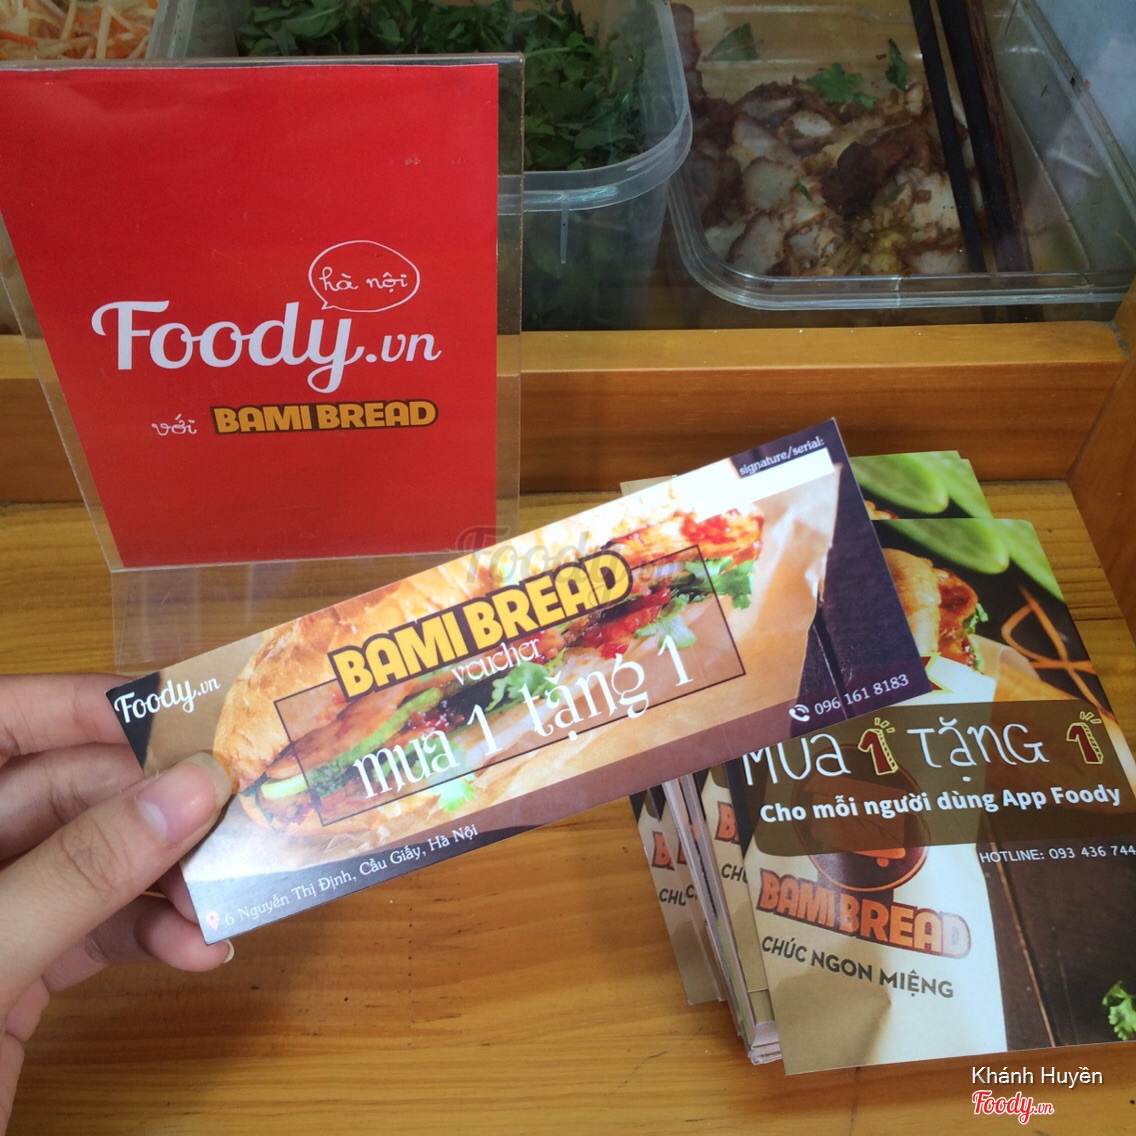 hà nội
Foody.vn
với BAMI BREAD
signature/serial:
Foody.vn
BAMI BREAD
voucher
mua 1 tặng 1
096 161 8183
6 Nguyễn Thị Định, Cầu Giấy, Hà Nội
MUA 1 TẶNG 1
Cho mỗi người dùng App Foody
HOTLINE: 093 436 744
BAMI BREAD
CHÚC NGON MIỆNG
Foody.vn
Khánh Huyền
Foody.vn